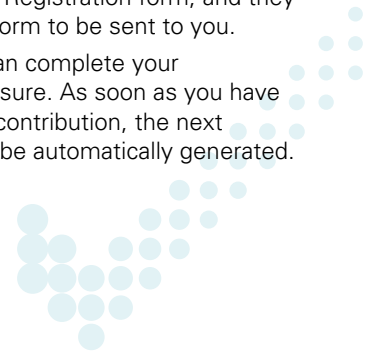 Registration form, and they
orm to be sent to you.
an complete your
sure. As soon as you have
contribution, the next
be automatically generated.